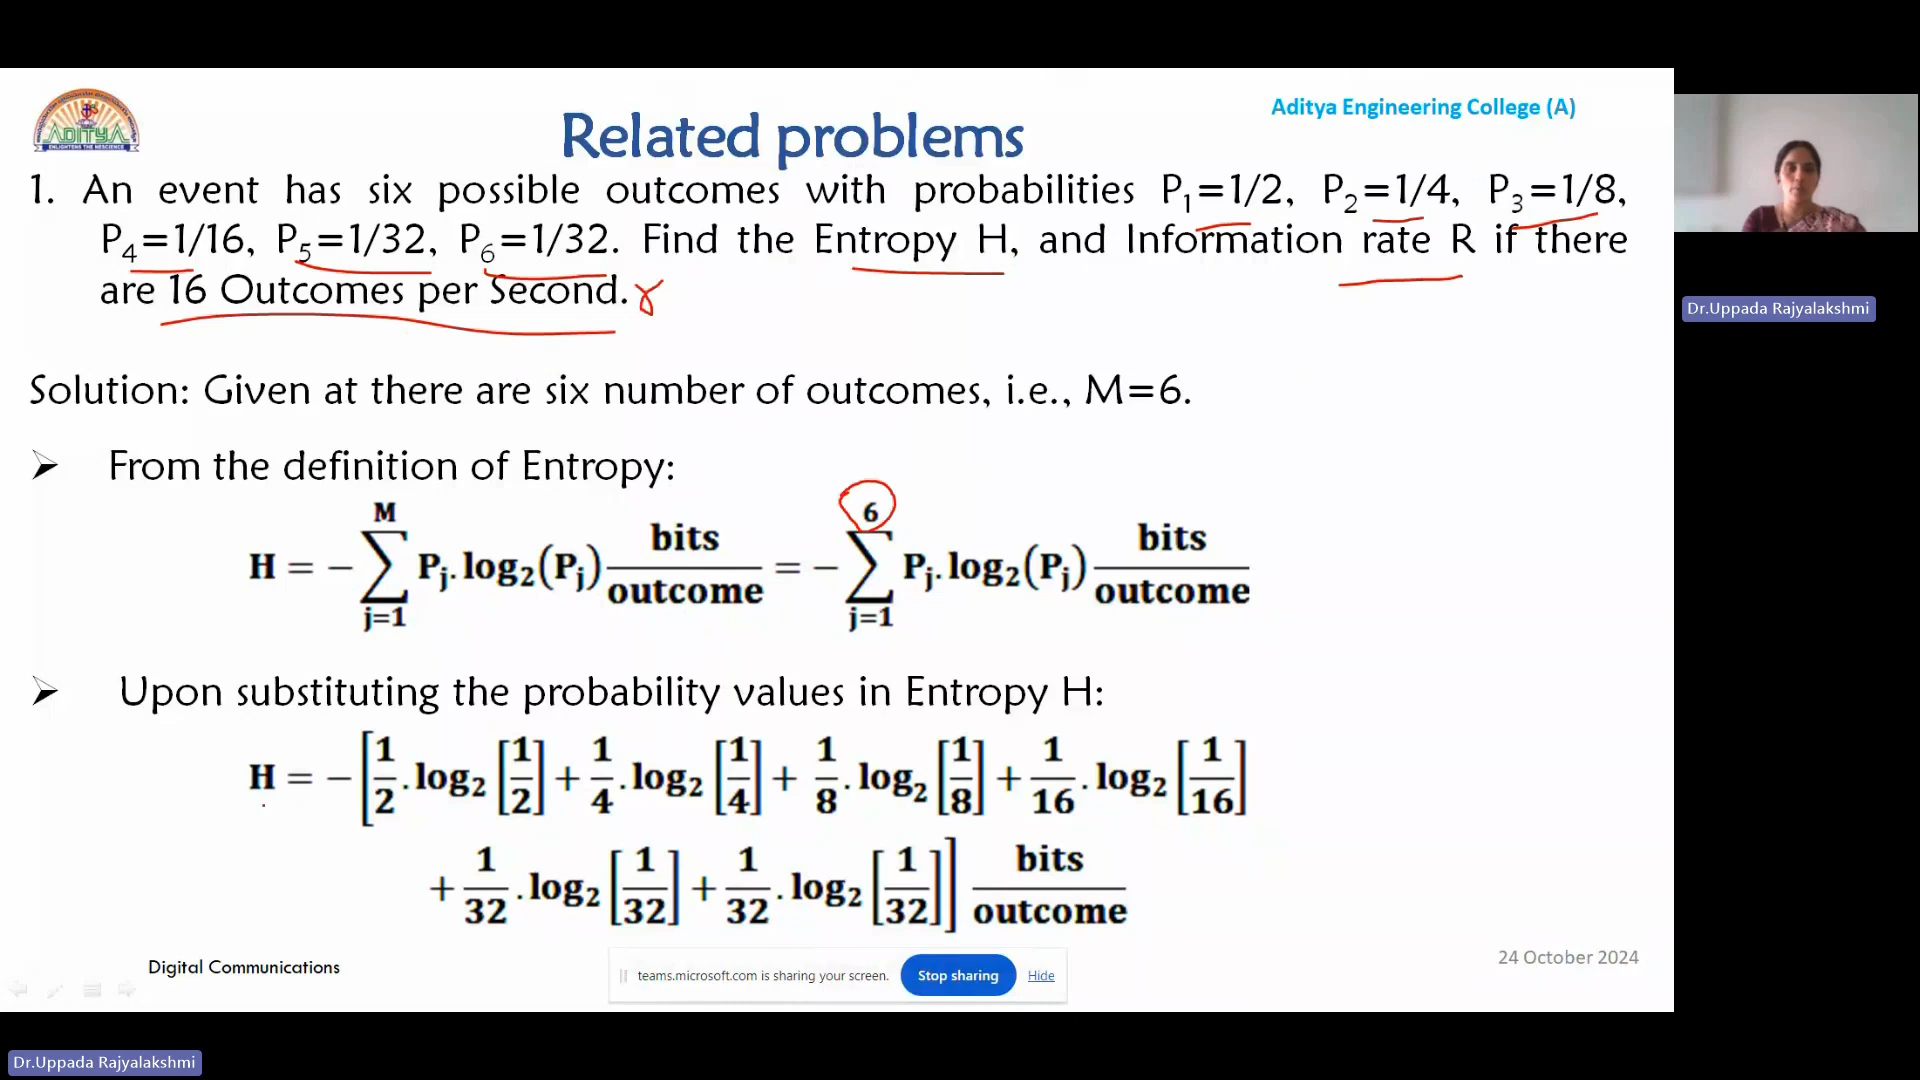 ADITYA
ENLIGHTENS THE NESCIENCE
Related problems
Aditya Engineering College (A)
1. An event has six possible outcomes with probabilities P₁=1/2, P₂=1/4, P₃=1/8,
P₄=1/16, P₅=1/32, P₆=1/32. Find the Entropy H, and Information rate R if there
are 16 Outcomes per Second. r
Solution: Given at there are six number of outcomes, i.e., M=6.
➤ From the definition of Entropy:
H = −∑_{j=1}^{M} Pⱼ.log₂(Pⱼ) bits/outcome = −∑_{j=1}^{6} Pⱼ.log₂(Pⱼ) bits/outcome
➤ Upon substituting the probability values in Entropy H:
H = −[1/2.log₂[1/2] + 1/4.log₂[1/4] + 1/8.log₂[1/8] + 1/16.log₂[1/16]
+ 1/32.log₂[1/32] + 1/32.log₂[1/32]] bits/outcome
Digital Communications
24 October 2024
teams.microsoft.com is sharing your screen. Stop sharing Hide
Dr.Uppada Rajyalakshmi
Dr.Uppada Rajyalakshmi